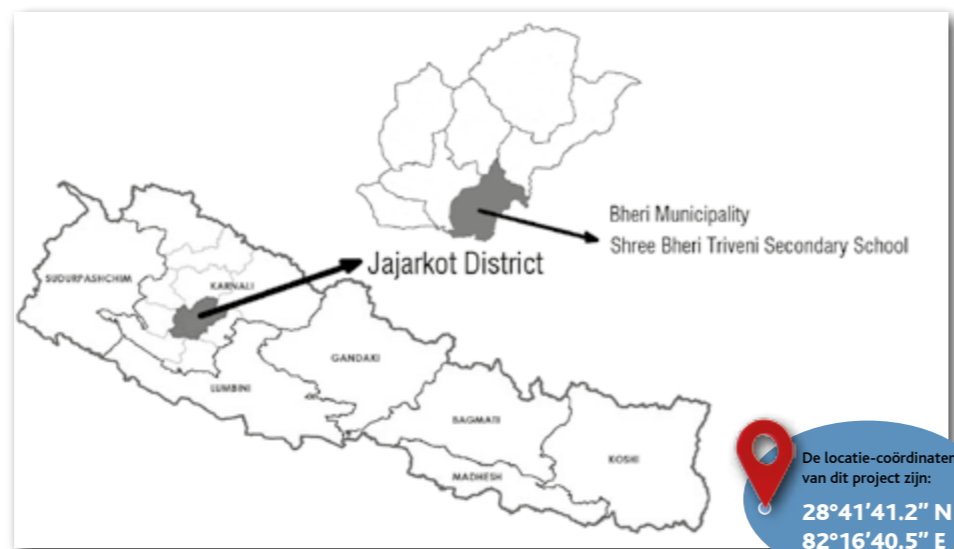 Bheri Municipality
Shree Bheri Triveni Secondary School
Jajarkot District
SUDURPASHCHIM
KARNALI
GANDAKI
LUMBINI
BAGMATI
KOSHI
MADHESH
De locatie-coördinaten
van dit project zijn:
28°41'41.2" N
82°16'40.5" E